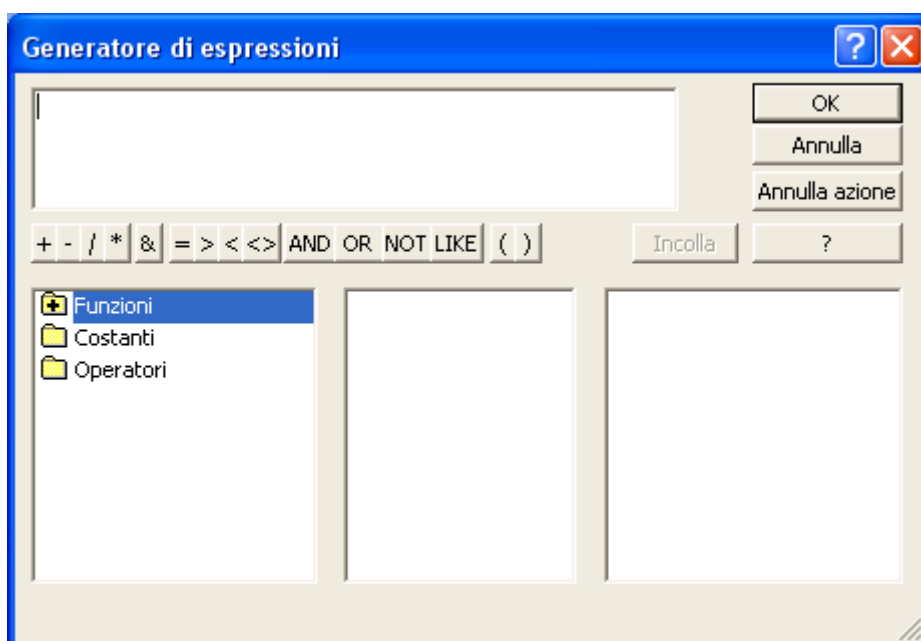 Generatore di espressioni ?
OK
Annulla
Annulla azione
+ - / * & = > < <> AND OR NOT LIKE ( ) Incolla ?
Funzioni
Costanti
Operatori